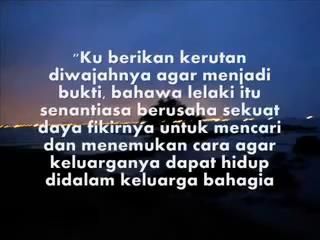 "Ku berikan kerutan
diwajahnya agar menjadi
bukti, bahawa lelaki itu
senantiasa berusaha sekuat
daya fikirnya untuk mencari
dan menemukan cara agar
keluarganya dapat hidup
didalam keluarga bahagia